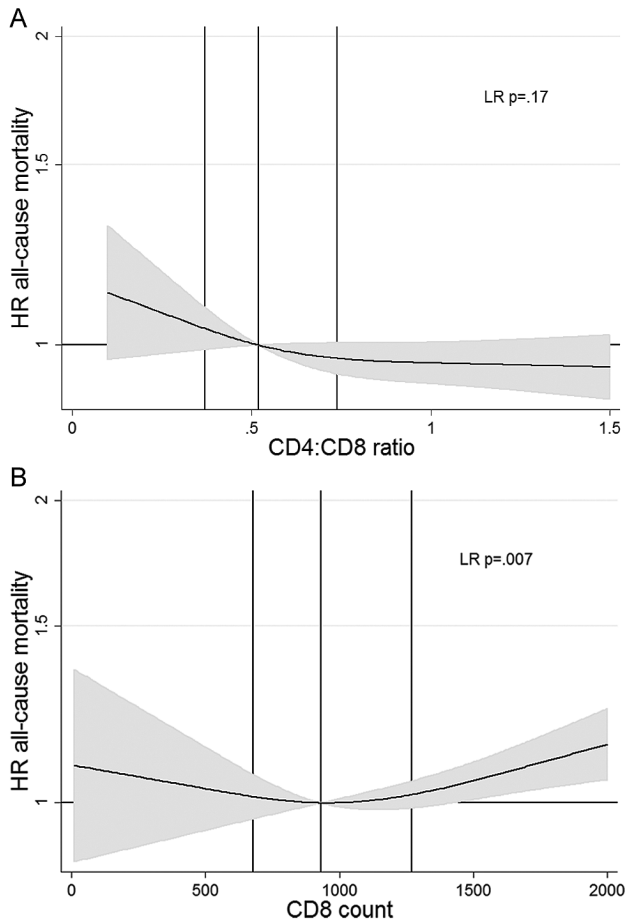 A
2
LR p=.17
1.5
HR all-cause mortality
1
0 .5 1 1.5
CD4:CD8 ratio
B
2
LR p=.007
1.5
HR all-cause mortality
1
0 500 1000 1500 2000
CD8 count